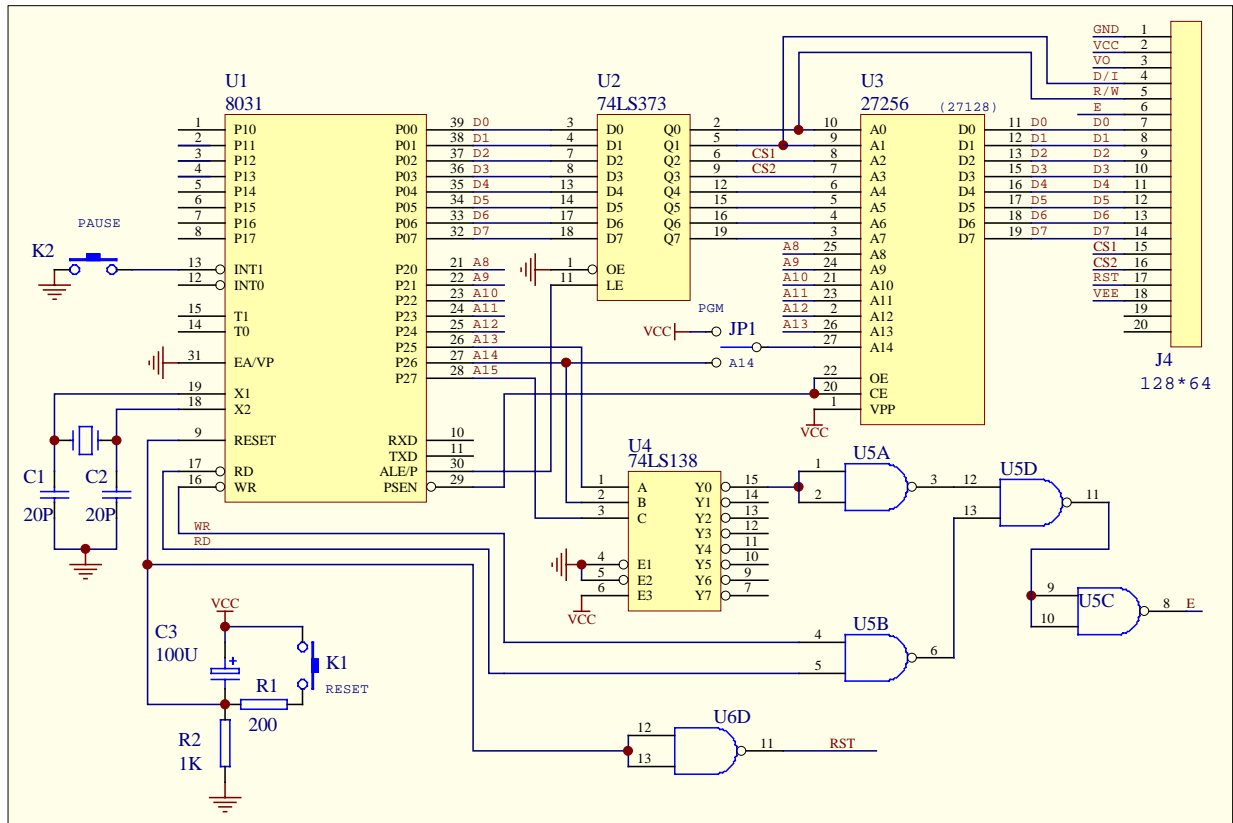 U1
8031
1 P10 P00 39 D0
2 P11 P01 38 D1
3 P12 P02 37 D2
4 P13 P03 36 D3
5 P14 P04 35 D4
6 P15 P05 34 D5
7 P16 P06 33 D6
8 P17 P07 32 D7
13 INT1 P20 21 A8
12 INT0 P21 22 A9
P22 23 A10
15 T1 P23 24 A11
14 T0 P24 25 A12
P25 26 A13
31 EA/VP P26 27 A14
P27 28 A15
19 X1
18 X2
9 RESET RXD 10
TXD 11
17 RD ALE/P 30
16 WR PSEN 29
PAUSE
K2
C1
20P
C2
20P
WR
RD
VCC
C3
100U
K1
RESET
R1
200
R2
1K
U2
74LS373
3 D0 Q0 2
4 D1 Q1 5
7 D2 Q2 6 CS1
8 D3 Q3 9 CS2
13 D4 Q4 12
14 D5 Q5 15
17 D6 Q6 16
18 D7 Q7 19
1 OE
11 LE
PGM
VCC
JP1
A14
U3
27256
(27128)
10 A0 D0 11 D0
9 A1 D1 12 D1
8 A2 D2 13 D2
7 A3 D3 15 D3
6 A4 D4 16 D4
5 A5 D5 17 D5
4 A6 D6 18 D6
3 A7 D7 19 D7
A8 25 A8
A9 24 A9
A10 21 A10
A11 23 A11
A12 2 A12
A13 26 A13
27 A14
22 OE
20 CE
1 VPP
VCC
GND 1
VCC 2
VO 3
D/I 4
R/W 5
E 6
D0 7
D1 8
D2 9
D3 10
D4 11
D5 12
D6 13
D7 14
CS1 15
CS2 16
RST 17
VEE 18
19
20
J4
128*64
U4
74LS138
1 A Y0 15
2 B Y1 14
3 C Y2 13
Y3 12
Y4 11
4 E1 Y5 10
5 E2 Y6 9
6 E3 Y7 7
VCC
U5A
1
2
3
U5D
12
13
11
U5C
9
10
8 E
U5B
4
5
6
U6D
12
13
11 RST